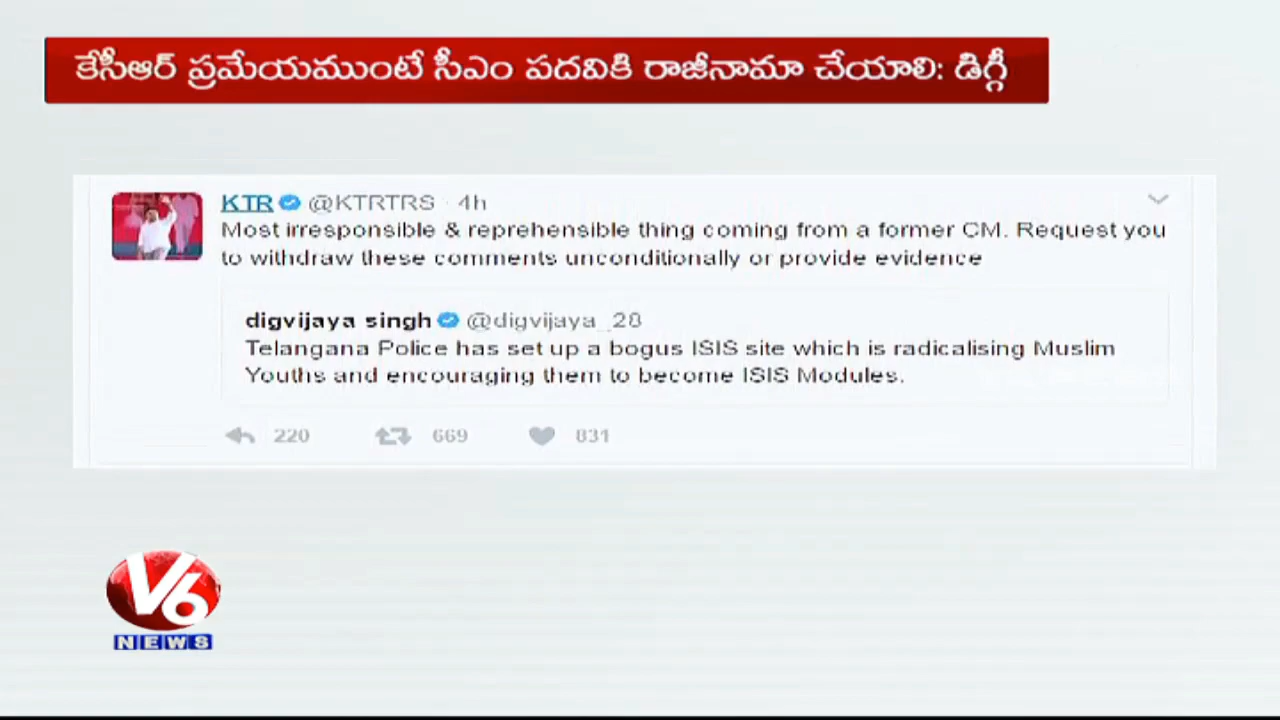 కేసీఆర్ ప్రమేయముంటే సీఎం పదవికి రాజీనామా చేయాలి: డిగ్గీ
KTR @KTRTRS · 4h
Most irresponsible & reprehensible thing coming from a former CM. Request you
to withdraw these comments unconditionally or provide evidence
digvijaya singh @digvijaya_28
Telangana Police has set up a bogus ISIS site which is radicalising Muslim
Youths and encouraging them to become ISIS Modules.
220 669 831
V6
NEWS